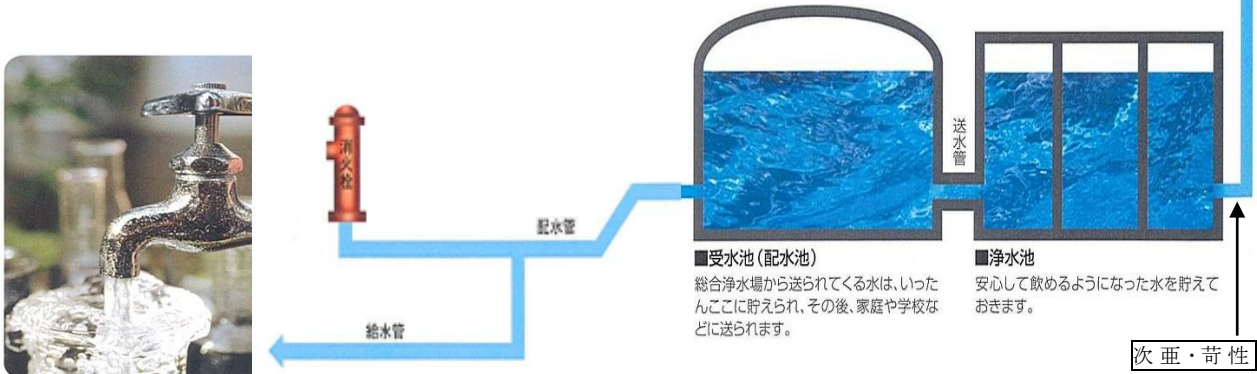 消火栓
配水管
給水管
送水管
■受水池(配水池)
総合浄水場から送られてくる水は、いった
んここに貯えられ、その後、家庭や学校な
どに送られます。
■浄水池
安心して飲めるようになった水を貯えて
おきます。
次亜・苛性